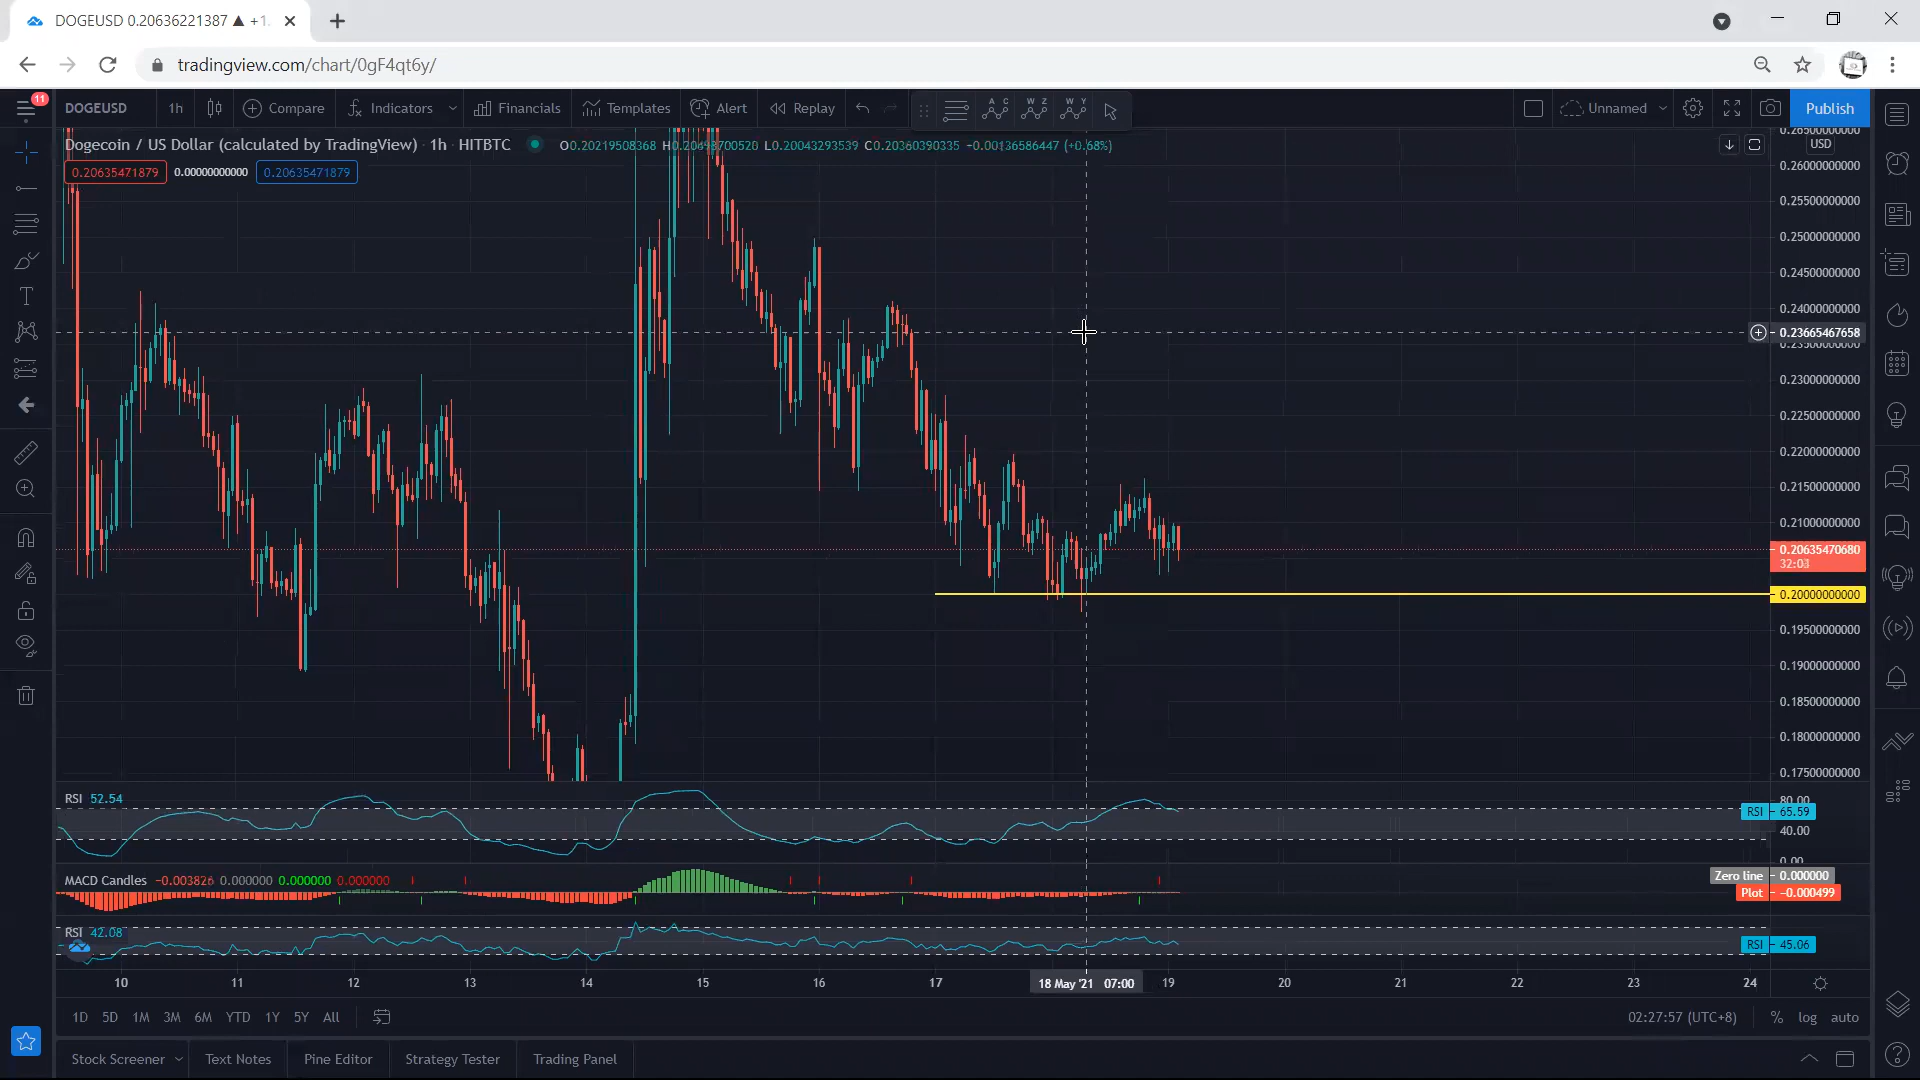 DOGEUSD 0.20636221387 ▲ +1.
tradingview.com/chart/0gF4qt6y/
11
DOGEUSD 1h Compare Indicators Financials Templates Alert Replay
A C W Z W Y
Unnamed Publish
Dogecoin / US Dollar (calculated by TradingView) · 1h · HITBTC
O0.20219508368 H0.20698700520 L0.20043293539 C0.20360390335 −0.00136586447 (+0.68%)
0.20635471879 0.00000000000 0.20635471879
USD
0.26500000000
0.26000000000
0.25500000000
0.25000000000
0.24500000000
0.24000000000
0.23665467658
0.23500000000
0.23000000000
0.22500000000
0.22000000000
0.21500000000
0.21000000000
0.20635470680
32:03
0.20000000000
0.19500000000
0.19000000000
0.18500000000
0.18000000000
0.17500000000
RSI 52.54
80.00
RSI 65.59
40.00
0.00
MACD Candles −0.003826 0.000000 0.000000 0.000000
Zero line 0.000000
Plot −0.000499
RSI 42.08
RSI 45.06
10 11 12 13 14 15 16 17 18 May '21 07:00 19 20 21 22 23 24
1D 5D 1M 3M 6M YTD 1Y 5Y All
02:27:57 (UTC+8) % log auto
Stock Screener Text Notes Pine Editor Strategy Tester Trading Panel